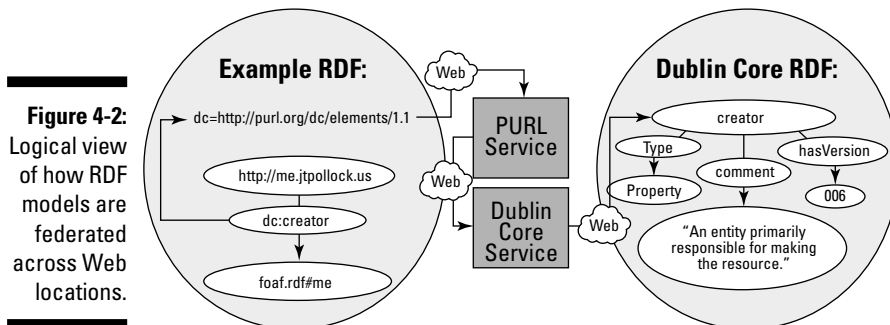 Figure 4-2:
Logical view
of how RDF
models are
federated
across Web
locations.
Example RDF:
dc=http://purl.org/dc/elements/1.1
http://me.jtpollock.us
dc:creator
foaf.rdf#me
Web
PURL
Service
Web
Dublin
Core
Service
Web
Dublin Core RDF:
creator
Type
hasVersion
comment
Property
006
“An entity primarily
responsible for making
the resource.”